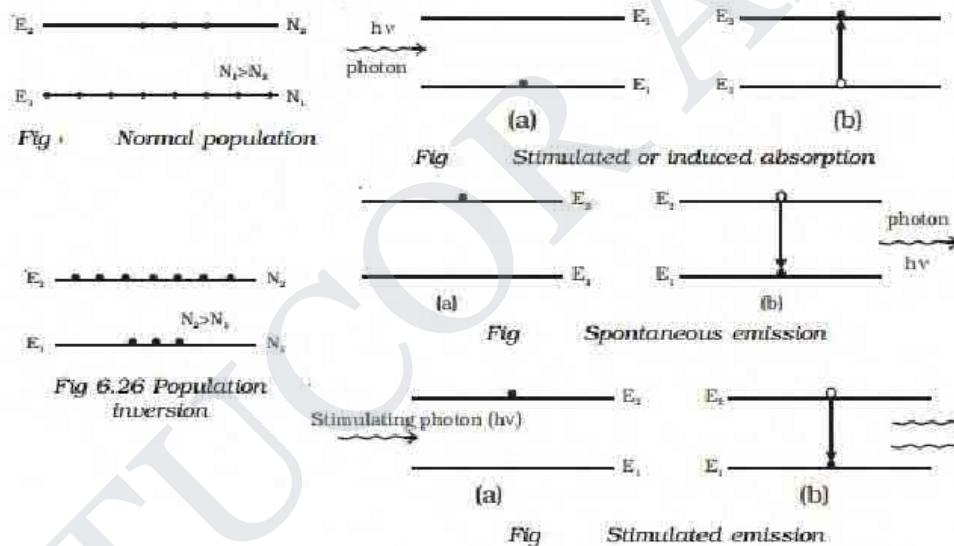 E₂ N₂
N₁>N₂
E₁ N₁
Fig Normal population
hν
photon
E₂
E₁
(a)
E₂
E₁
(b)
Fig Stimulated or induced absorption
E₂
E₁
(a)
E₂
E₁
(b)
photon
hν
Fig Spontaneous emission
E₂ N₂
N₂>N₁
E₁ N₁
Fig 6.26 Population
inversion
Stimulating photon (hν)
E₂
E₁
(a)
E₂
E₁
(b)
Fig Stimulated emission
TUCOR A